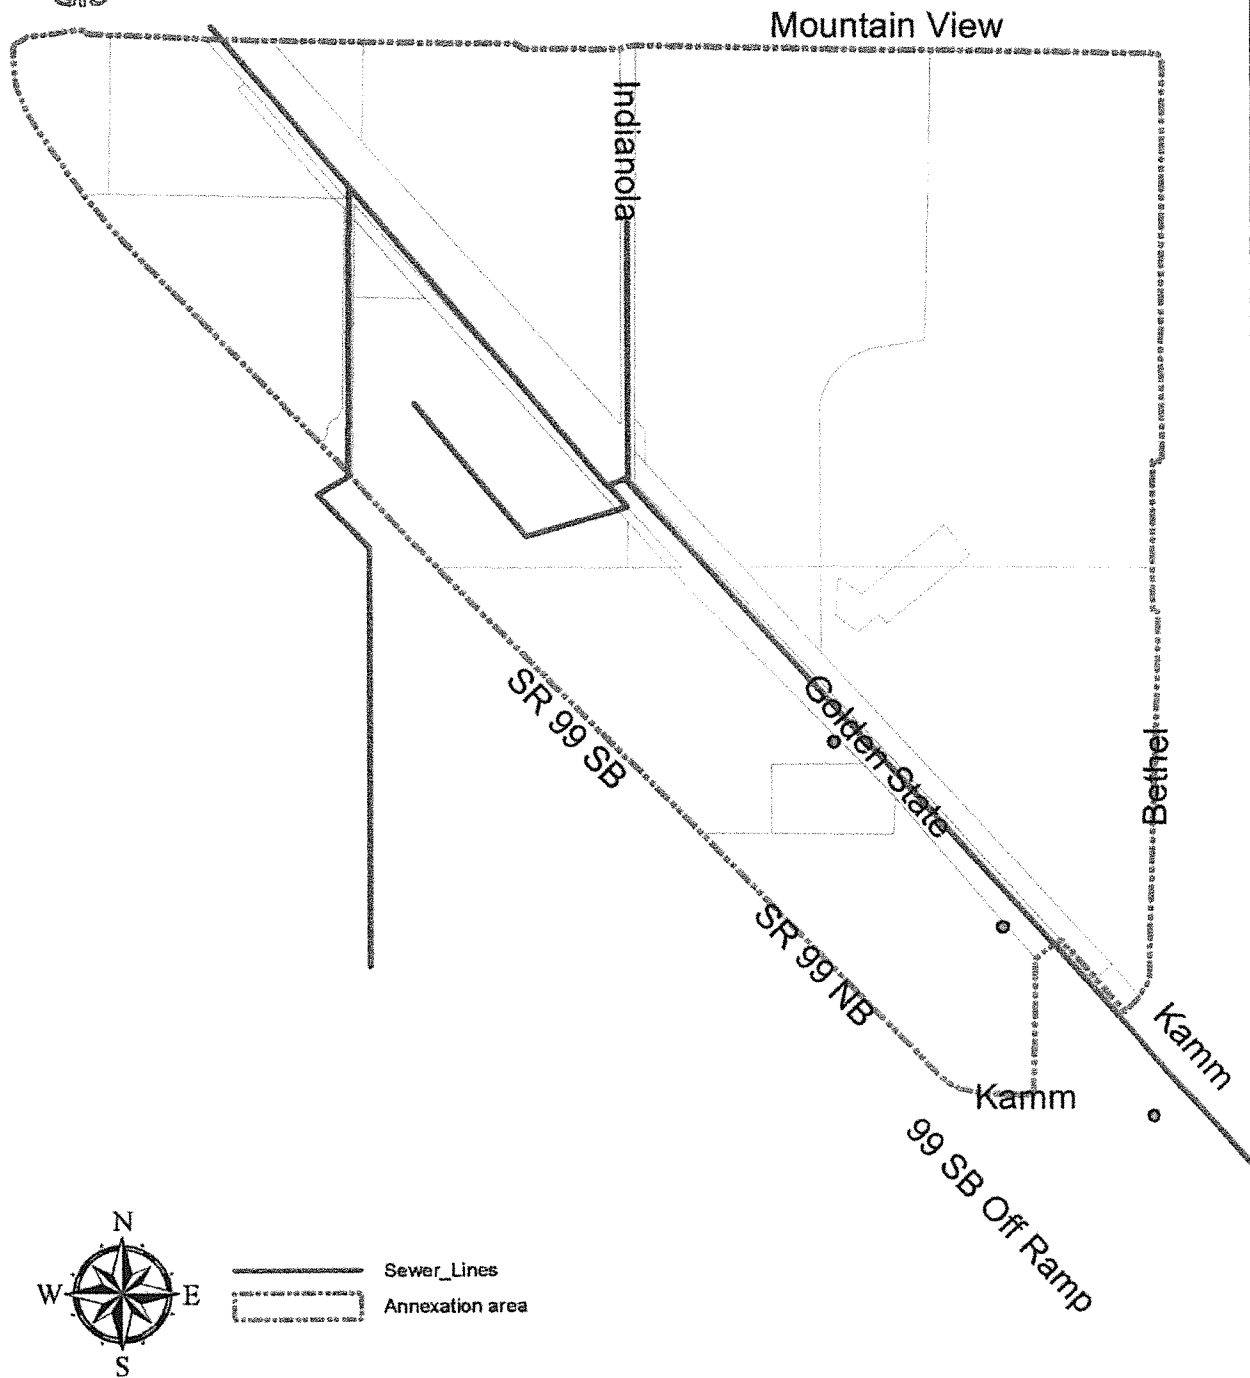 Mountain View
Indianola
Golden State
SR 99 SB
Bethel
SR 99 NB
Kamm
Kamm
99 SB Off Ramp
N
W E
S
Sewer_Lines
Annexation area